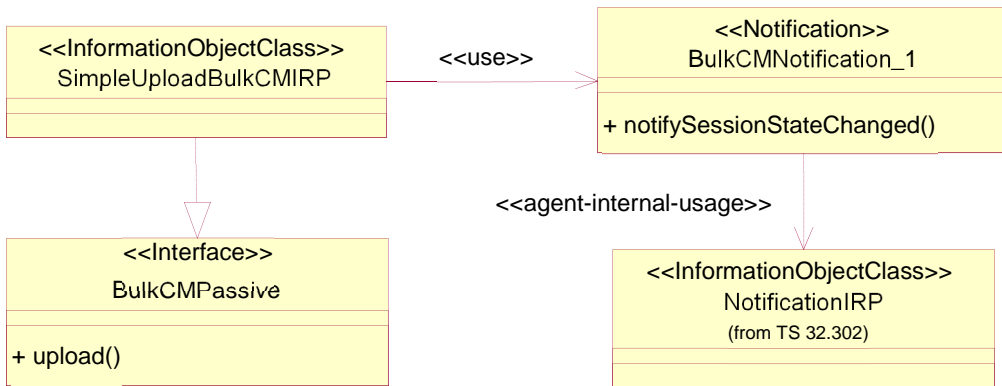 <<InformationObjectClass>>
SimpleUploadBulkCMIRP
<<use>>
<<Notification>>
BulkCMNotification_1
+ notifySessionStateChanged()
<<agent-internal-usage>>
<<Interface>>
BulkCMPassive
+ upload()
<<InformationObjectClass>>
NotificationIRP
(from TS 32.302)